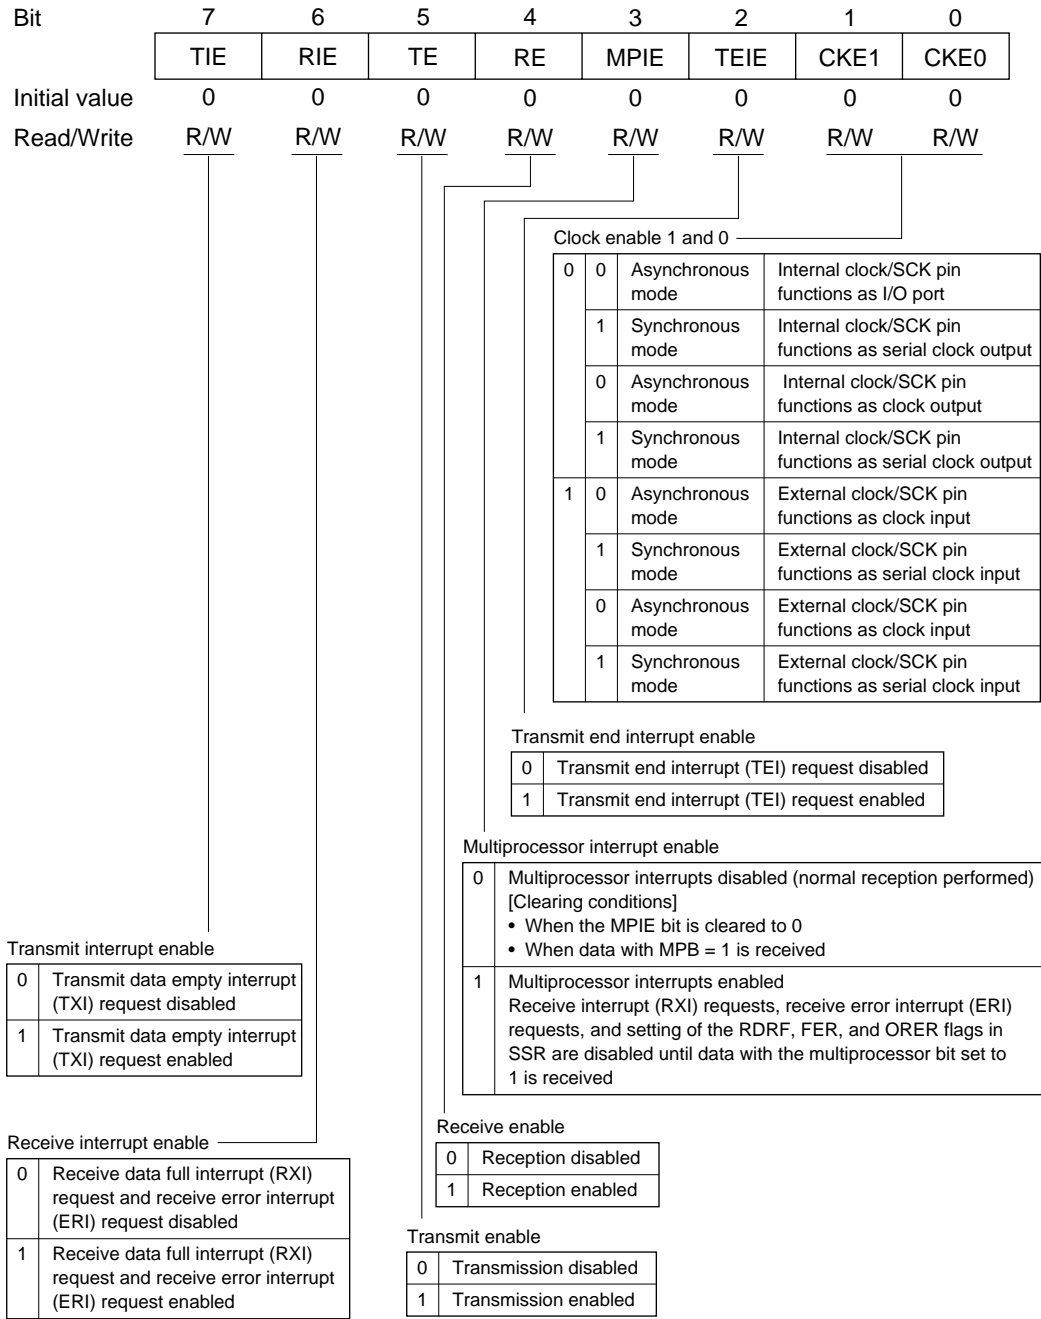 Bit 7 6 5 4 3 2 1 0
TIE RIE TE RE MPIE TEIE CKE1 CKE0
Initial value 0 0 0 0 0 0 0 0
Read/Write R/W R/W R/W R/W R/W R/W R/W R/W
Clock enable 1 and 0
0 0 Asynchronous mode Internal clock/SCK pin
functions as I/O port
1 Synchronous mode Internal clock/SCK pin
functions as serial clock output
0 Asynchronous mode Internal clock/SCK pin
functions as clock output
1 Synchronous mode Internal clock/SCK pin
functions as serial clock output
1 0 Asynchronous mode External clock/SCK pin
functions as clock input
1 Synchronous mode External clock/SCK pin
functions as serial clock input
0 Asynchronous mode External clock/SCK pin
functions as clock input
1 Synchronous mode External clock/SCK pin
functions as serial clock input
Transmit end interrupt enable
0 Transmit end interrupt (TEI) request disabled
1 Transmit end interrupt (TEI) request enabled
Multiprocessor interrupt enable
0 Multiprocessor interrupts disabled (normal reception performed)
[Clearing conditions]
• When the MPIE bit is cleared to 0
• When data with MPB = 1 is received
1 Multiprocessor interrupts enabled
Receive interrupt (RXI) requests, receive error interrupt (ERI)
requests, and setting of the RDRF, FER, and ORER flags in
SSR are disabled until data with the multiprocessor bit set to
1 is received
Transmit interrupt enable
0 Transmit data empty interrupt
(TXI) request disabled
1 Transmit data empty interrupt
(TXI) request enabled
Receive enable
0 Reception disabled
1 Reception enabled
Receive interrupt enable
0 Receive data full interrupt (RXI)
request and receive error interrupt
(ERI) request disabled
1 Receive data full interrupt (RXI)
request and receive error interrupt
(ERI) request enabled
Transmit enable
0 Transmission disabled
1 Transmission enabled